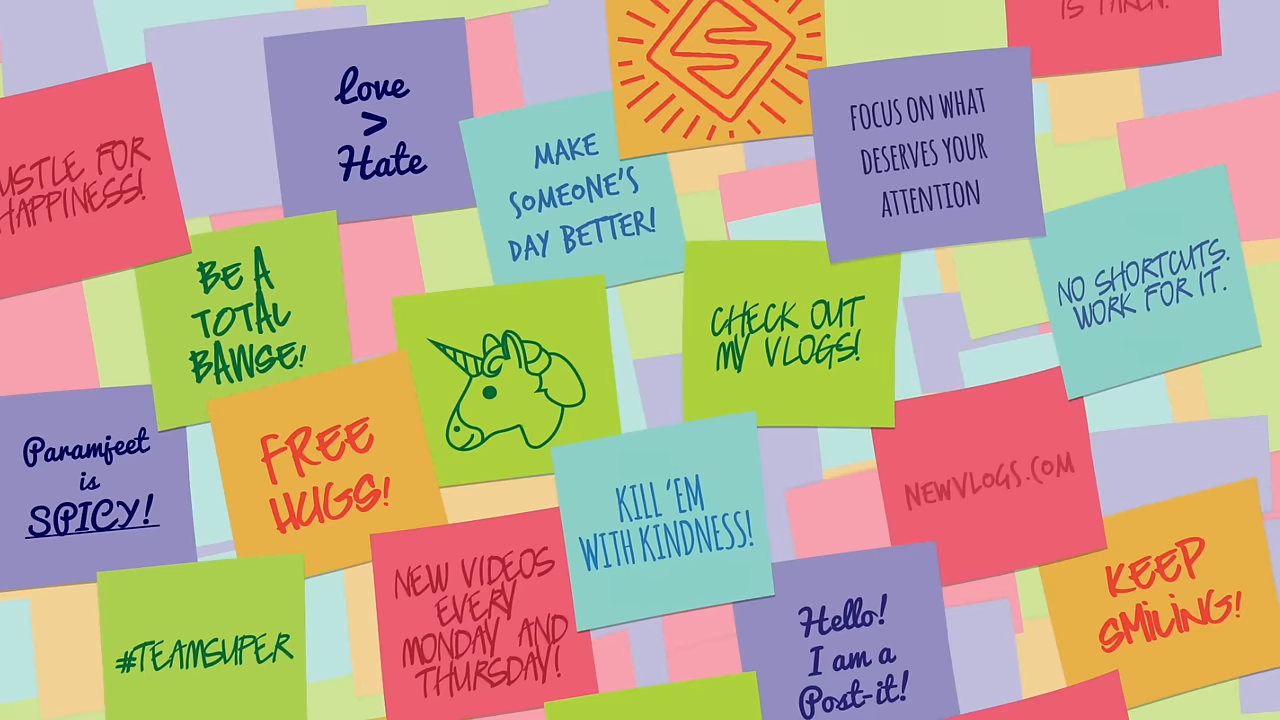 IS TAKEN.
Love
>
Hate
FOCUS ON WHAT
DESERVES YOUR
ATTENTION
MAKE
SOMEONE'S
DAY BETTER!
HAPPINESS!
FOR
NO SHORTCUTS.
WORK FOR IT.
BE A
TOTAL
BAWSE!
CHECK OUT
MY VLOGS!
Paramjeet
is
SPICY!
FREE
HUGS!
KILL 'EM
WITH KINDNESS!
NEWVLOGS.COM
NEW VIDEOS
EVERY
MONDAY AND
THURSDAY!
KEEP
SMILING!
#TEAMSUPER
Hello!
I am a
Post-it!